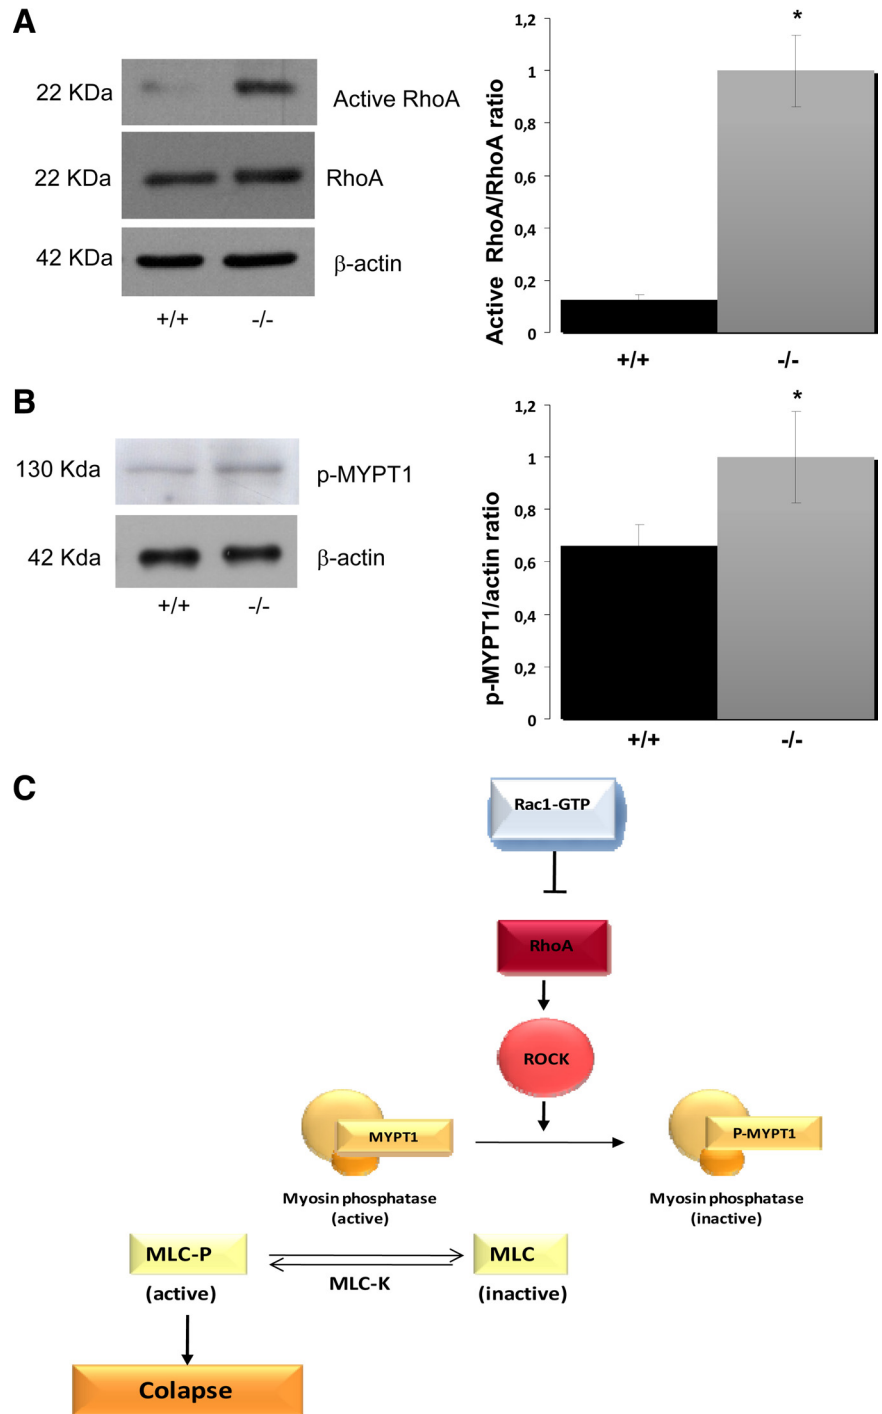 A
22 KDa
Active RhoA
22 KDa
RhoA
42 KDa
β-actin
+/+ -/-
Active RhoA/RhoA ratio
1,2
1
0,8
0,6
0,4
0,2
0
*
+/+ -/-
B
130 Kda
p-MYPT1
42 Kda
β-actin
+/+ -/-
p-MYPT1/actin ratio
1,2
1
0,8
0,6
0,4
0,2
0
*
+/+ -/-
C
Rac1-GTP
RhoA
ROCK
MYPT1
P-MYPT1
Myosin phosphatase
(active)
Myosin phosphatase
(inactive)
MLC-P
MLC
MLC-K
(active)
(inactive)
Colapse